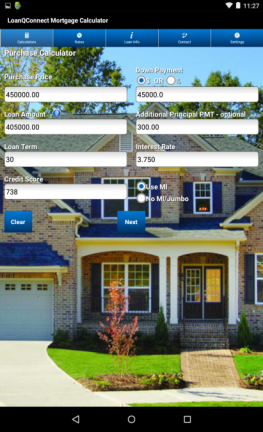 11:27
LoanQConnect Mortgage Calculator
Calculators Rates Loan Info Contact Settings
Purchase Calculator
Purchase Price Down Payment
$ OR %
450000.00 45000.0
Loan Amount Additional Principal PMT - optional
405000.00 300.00
Loan Term Interest Rate
30 3.750
Credit Score
738 Use MI
No MI/Jumbo
Clear Next